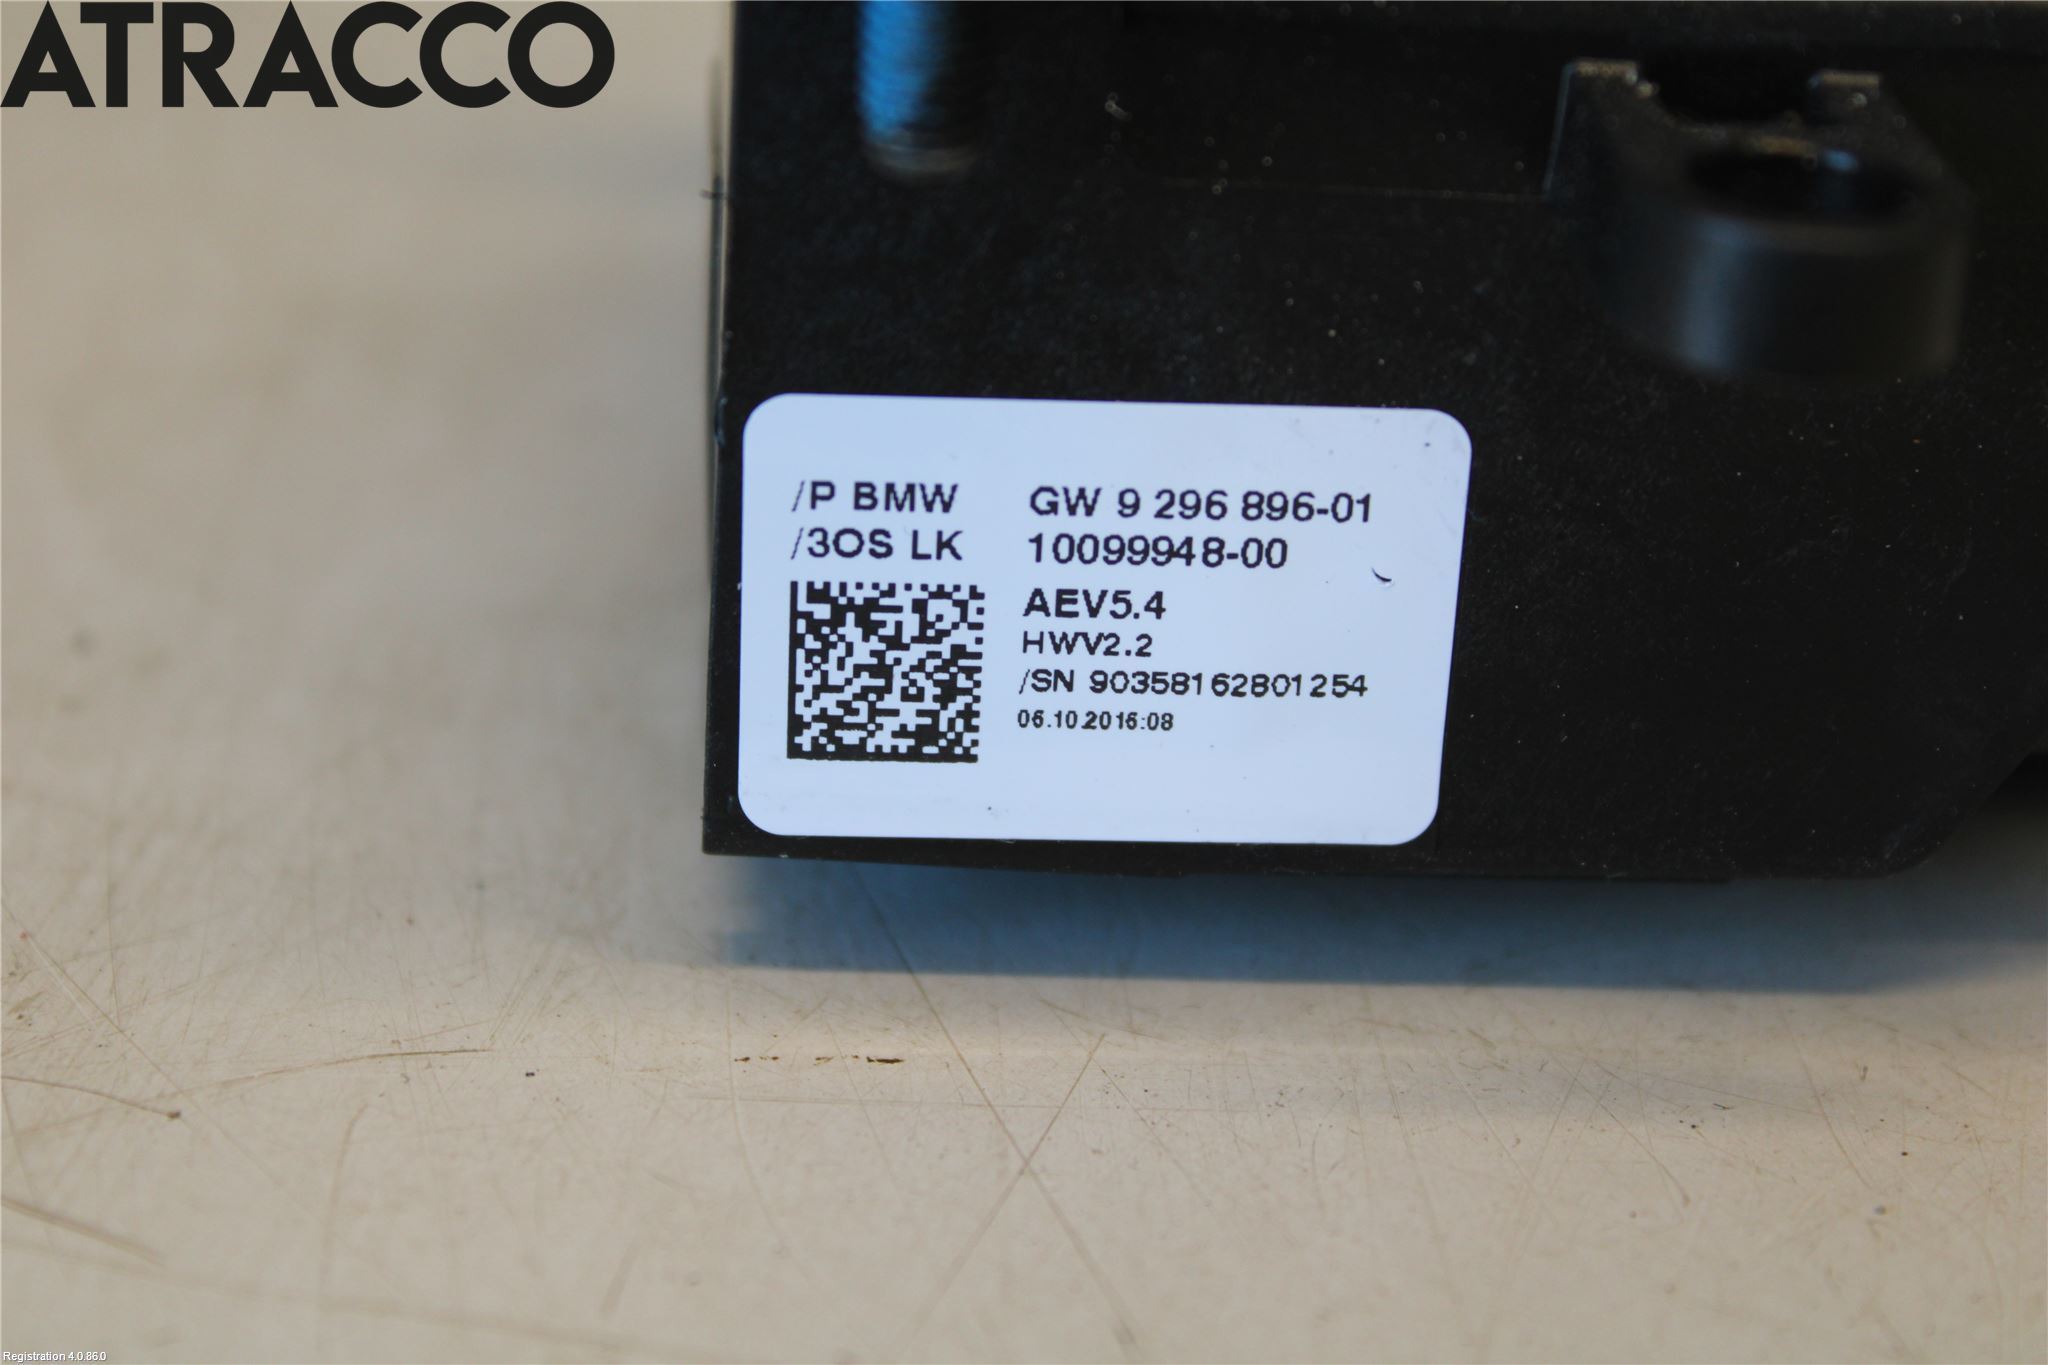 ATRACCO
/P BMW GW 9 296 896-01
/3OS LK 10099948-00
AEV5.4
HWV2.2
/SN 90358162801254
06.10.2016:08
Registration 4.0.86.0